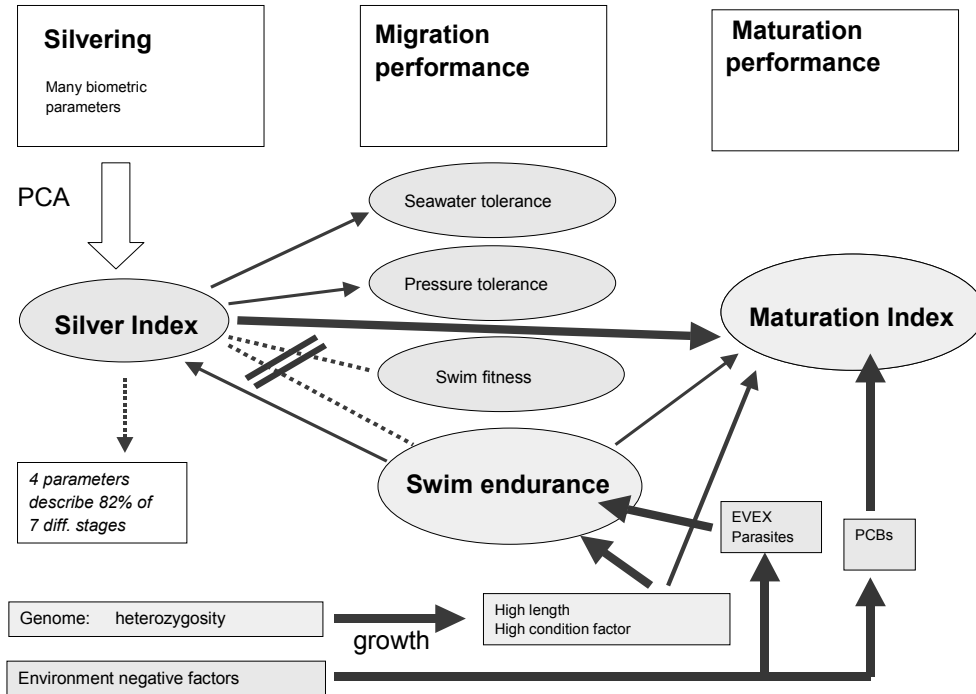 Silvering
Many biometric
parameters
Migration
performance
Maturation
performance
PCA
Seawater tolerance
Pressure tolerance
Silver Index
Maturation Index
Swim fitness
Swim endurance
4 parameters
describe 82% of
7 diff. stages
EVEX
Parasites
PCBs
Genome: heterozygosity
growth
High length
High condition factor
Environment negative factors